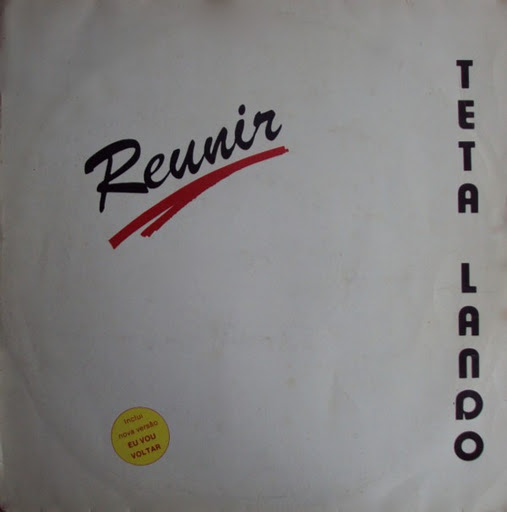 Reunir
TETA LANDO
Inclui
nova versão
EU VOU
VOLTAR